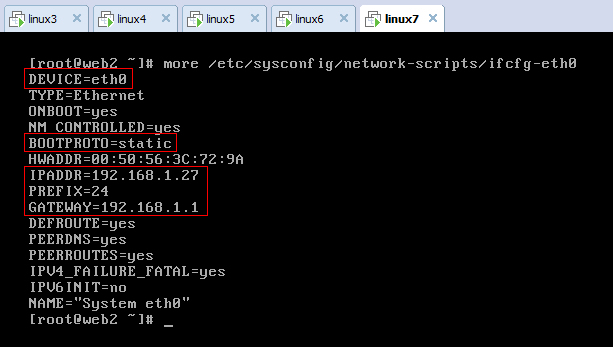 linux3 linux4 linux5 linux6 linux7
[root@web2 ~]# more /etc/sysconfig/network-scripts/ifcfg-eth0
DEVICE=eth0
TYPE=Ethernet
ONBOOT=yes
NM_CONTROLLED=yes
BOOTPROTO=static
HWADDR=00:50:56:3C:72:9A
IPADDR=192.168.1.27
PREFIX=24
GATEWAY=192.168.1.1
DEFROUTE=yes
PEERDNS=yes
PEERROUTES=yes
IPV4_FAILURE_FATAL=yes
IPV6INIT=no
NAME="System eth0"
[root@web2 ~]# _